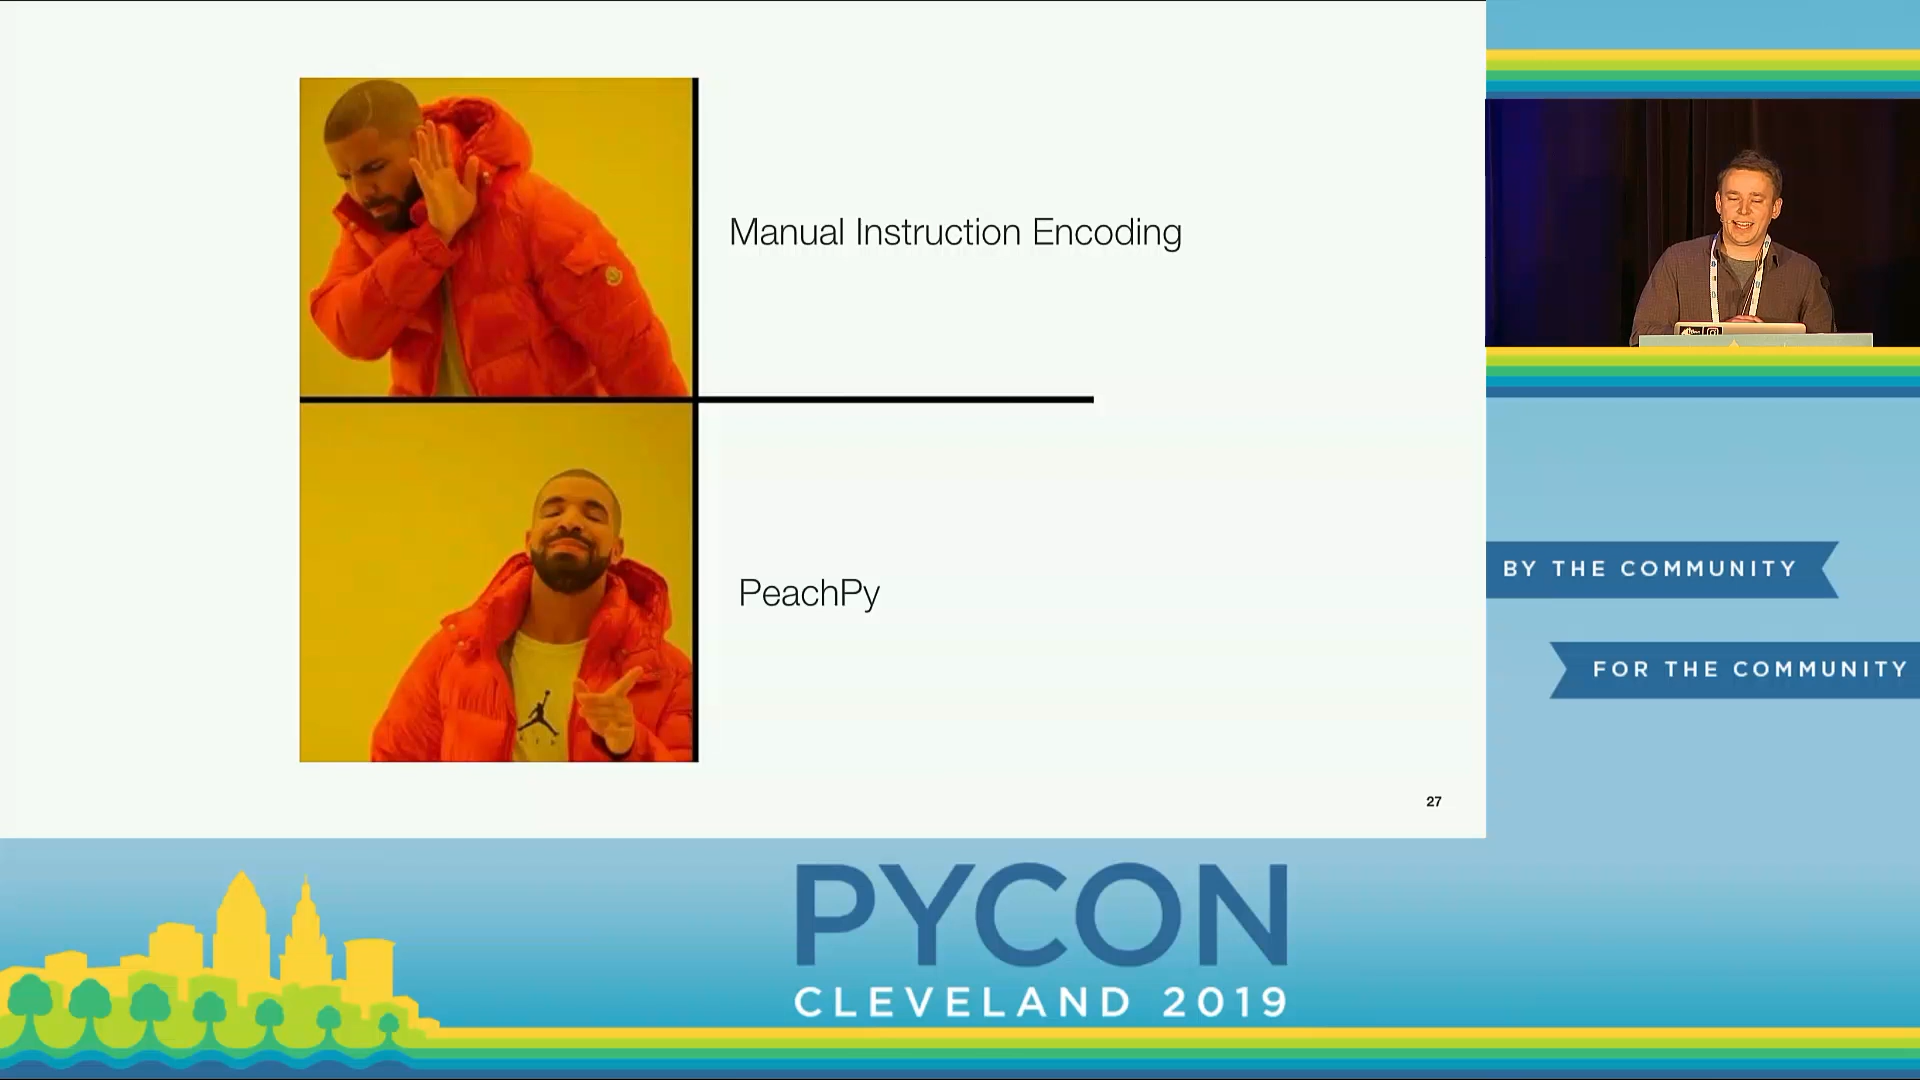 Manual Instruction Encoding
PeachPy
27
BY THE COMMUNITY
FOR THE COMMUNITY
PYCON
CLEVELAND 2019